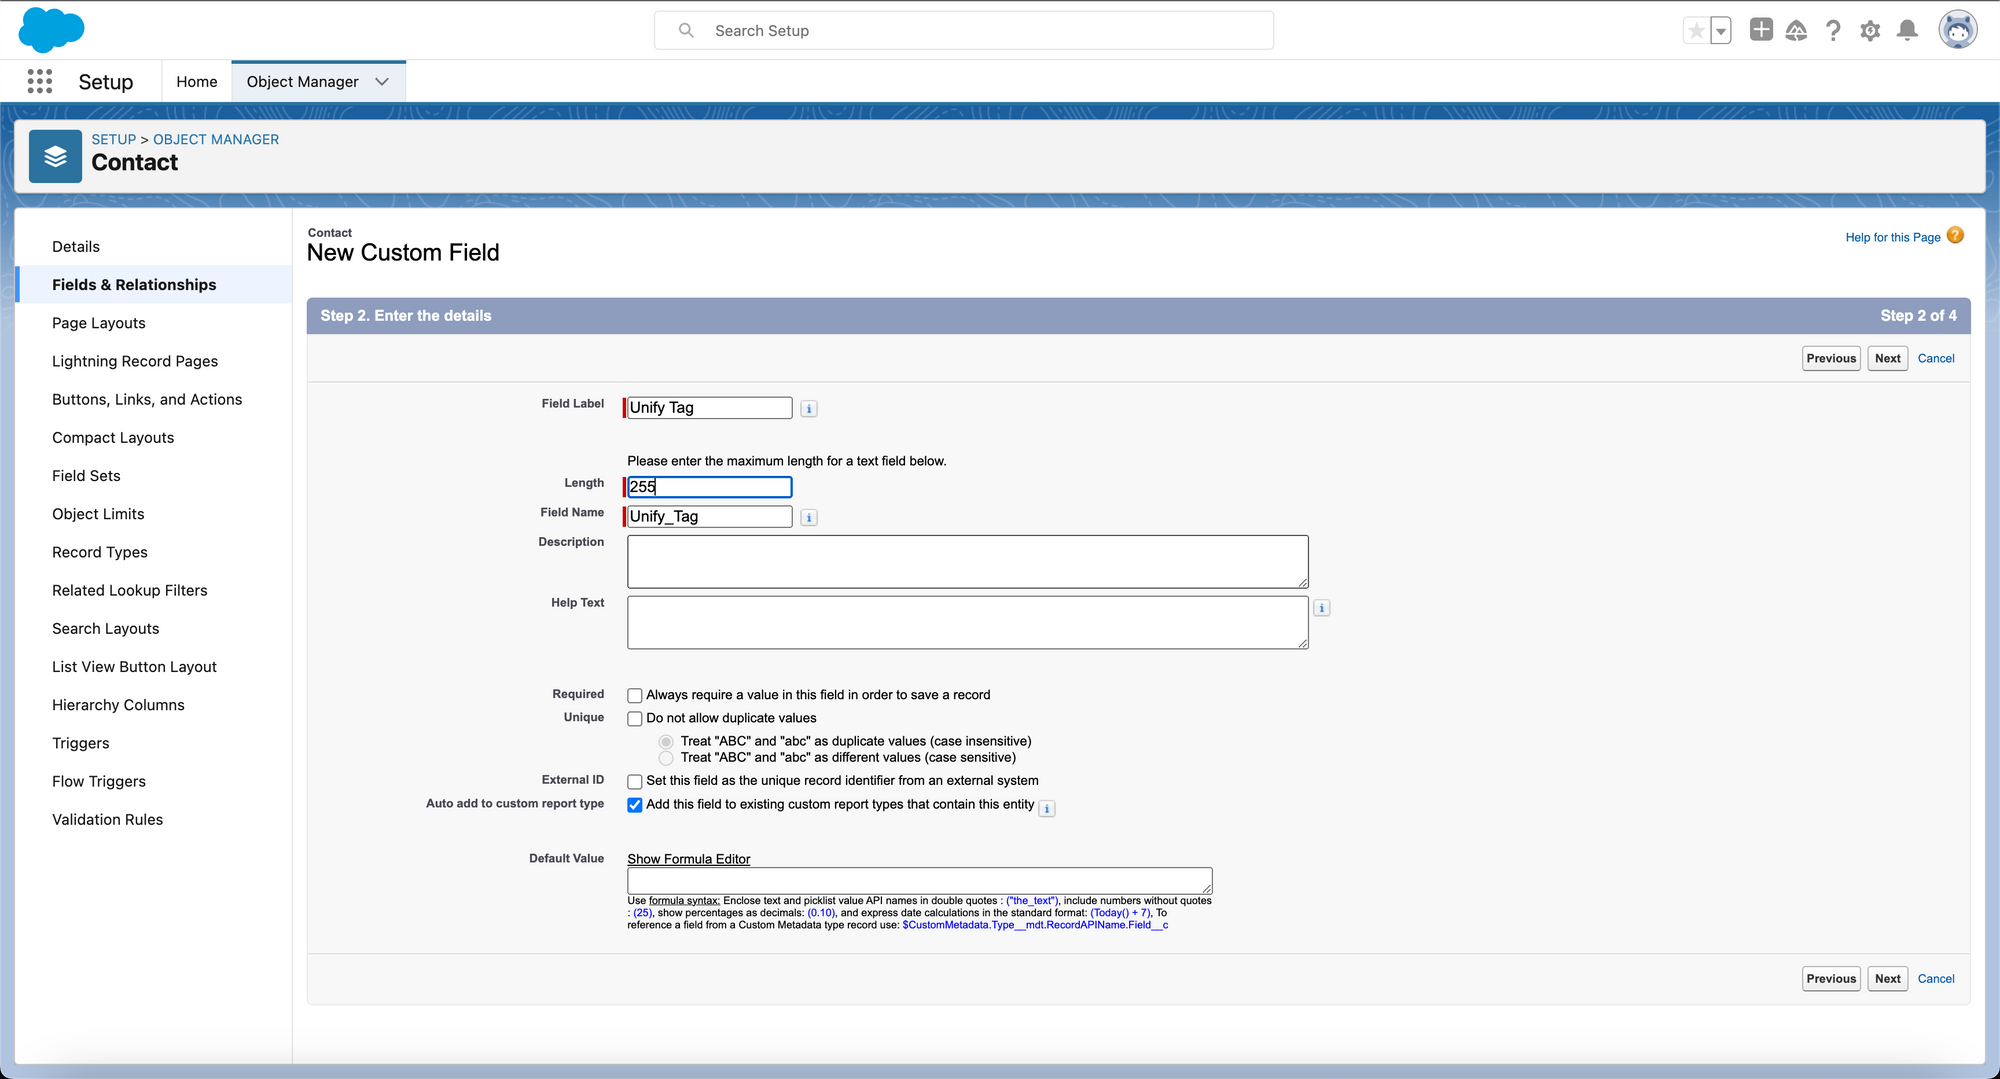 Search Setup
Setup
Home
Object Manager
SETUP > OBJECT MANAGER
Contact
Details
Fields & Relationships
Page Layouts
Lightning Record Pages
Buttons, Links, and Actions
Compact Layouts
Field Sets
Object Limits
Record Types
Related Lookup Filters
Search Layouts
List View Button Layout
Hierarchy Columns
Triggers
Flow Triggers
Validation Rules
Contact
New Custom Field
Help for this Page
Step 2. Enter the details
Step 2 of 4
Previous
Next
Cancel
Field Label
Unify Tag
Please enter the maximum length for a text field below.
Length
255
Field Name
Unify_Tag
Description
Help Text
Required
Always require a value in this field in order to save a record
Unique
Do not allow duplicate values
Treat "ABC" and "abc" as duplicate values (case insensitive)
Treat "ABC" and "abc" as different values (case sensitive)
External ID
Set this field as the unique record identifier from an external system
Auto add to custom report type
Add this field to existing custom report types that contain this entity
Default Value
Show Formula Editor
Use formula syntax: Enclose text and picklist value API names in double quotes : ("the_text"), include numbers without quotes
: (25), show percentages as decimals: (0.10), and express date calculations in the standard format: (Today() + 7), To
reference a field from a Custom Metadata type record use: $CustomMetadata.Type__mdt.RecordAPIName.Field__c
Previous
Next
Cancel